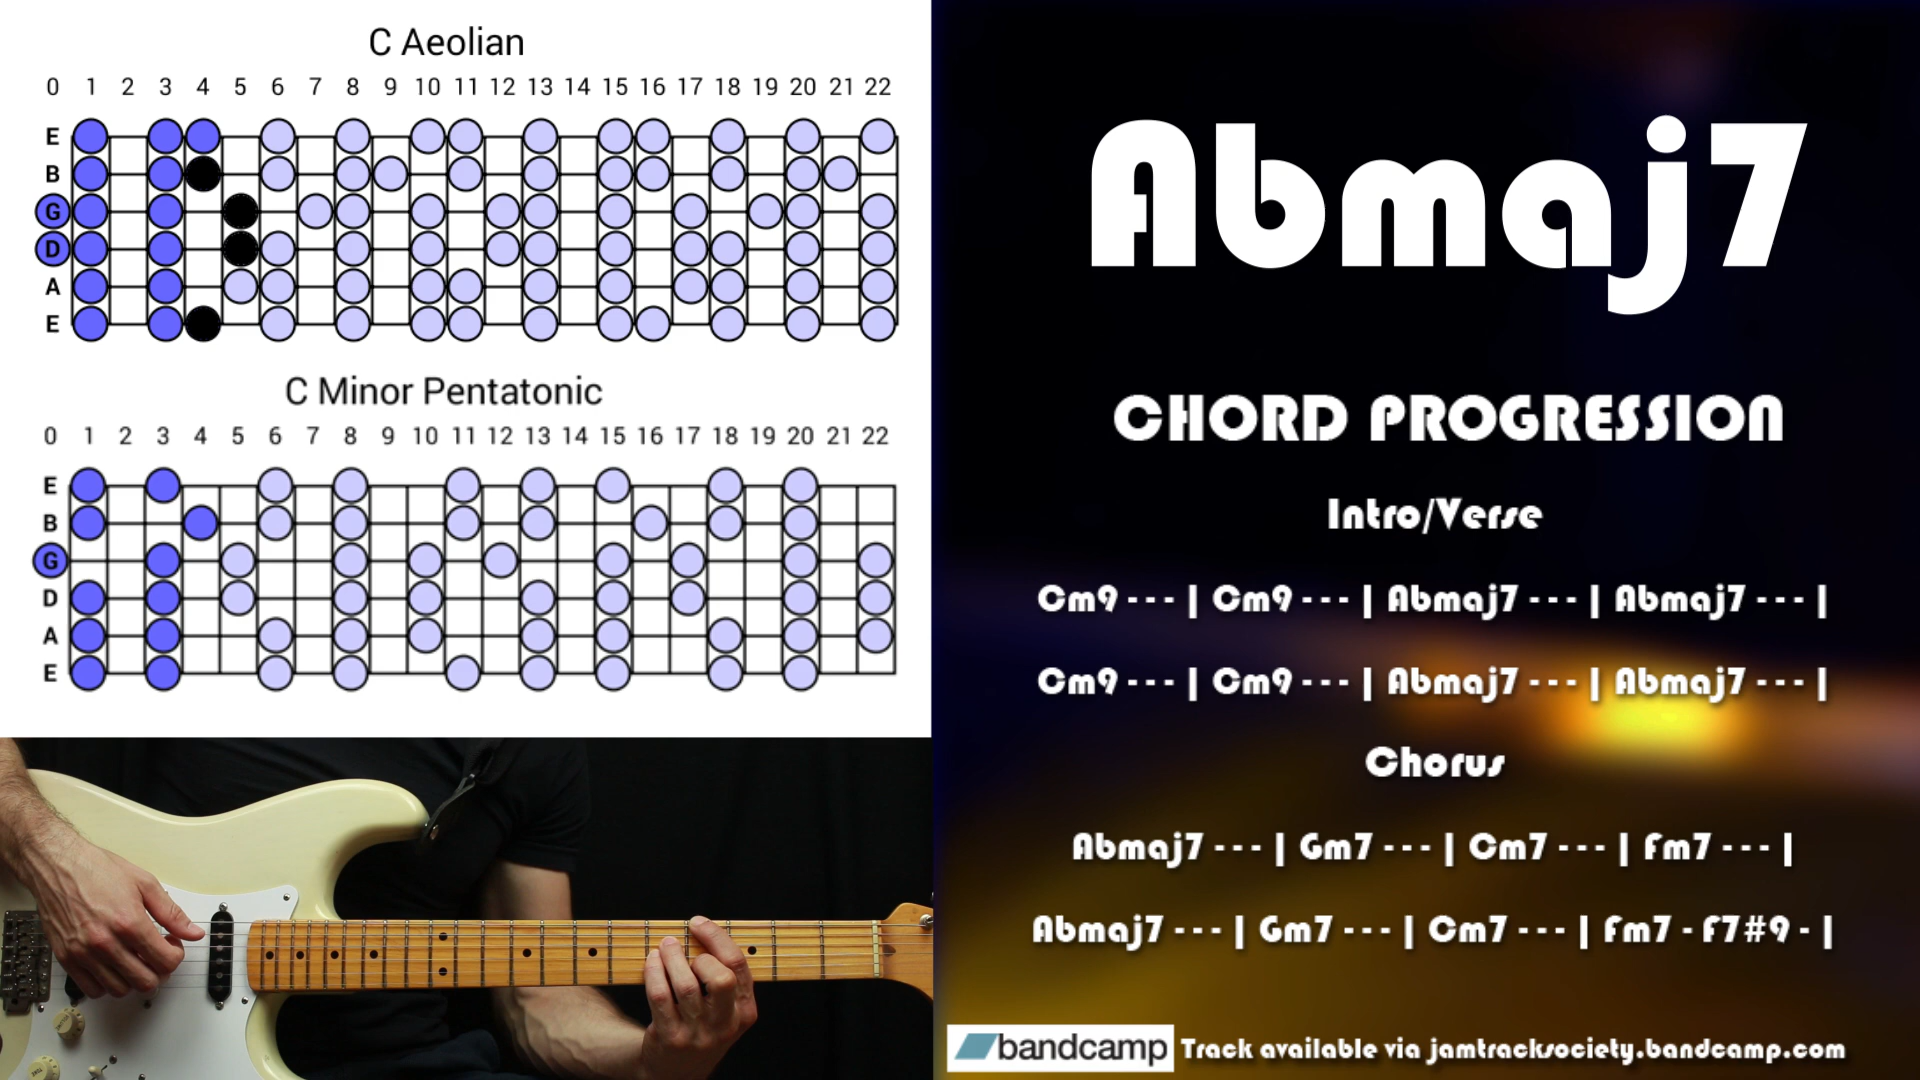 C Aeolian
0 1 2 3 4 5 6 7 8 9 10 11 12 13 14 15 16 17 18 19 20 21 22
E
B
G
D
A
E
C Minor Pentatonic
0 1 2 3 4 5 6 7 8 9 10 11 12 13 14 15 16 17 18 19 20 21 22
E
B
G
D
A
E
Abmaj7
CHORD PROGRESSION
Intro/Verse
Cm9 - - - | Cm9 - - - | Abmaj7 - - - | Abmaj7 - - - |
Cm9 - - - | Cm9 - - - | Abmaj7 - - - | Abmaj7 - - - |
Chorus
Abmaj7 - - - | Gm7 - - - | Cm7 - - - | Fm7 - - - |
Abmaj7 - - - | Gm7 - - - | Cm7 - - - | Fm7 - F7#9 - |
bandcamp Track available via jamtracksociety.bandcamp.com